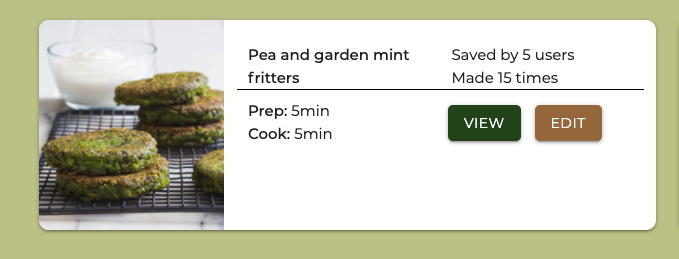 Pea and garden mint
fritters
Saved by 5 users
Made 15 times
Prep: 5min
Cook: 5min
VIEW
EDIT